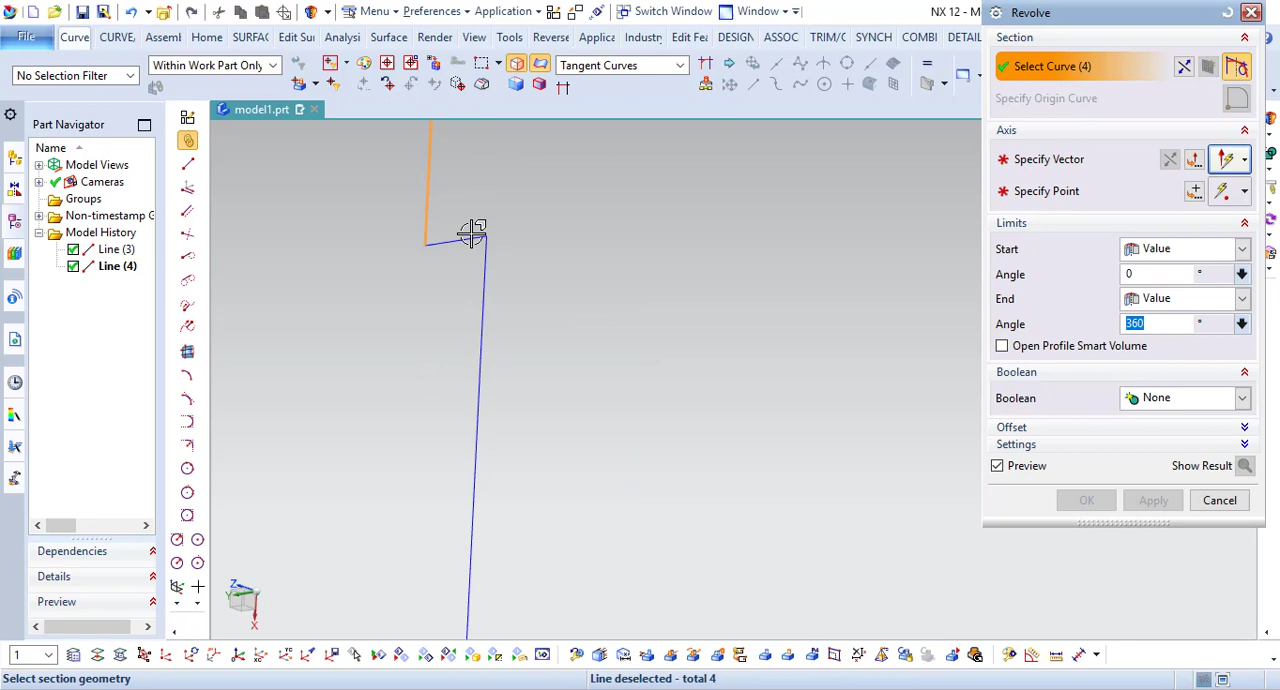 Menu Preferences Application Switch Window Window NX 12
File Curve CURVE, Assemb Home SURFAC Edit Su Analysi Surface Render View Tools Reverse Applica Industr Edit Fea DESIGN ASSOC TRIM/C SYNCH COMBI DETAIL
No Selection Filter Within Work Part Only Tangent Curves
model1.prt
Part Navigator
Name
Model Views
Cameras
Groups
Non-timestamp G
Model History
Line (3)
Line (4)
Dependencies
Details
Preview
Z
Y
X
Revolve
Section
Select Curve (4)
Specify Origin Curve
Axis
* Specify Vector
* Specify Point
Limits
Start Value
Angle 0 °
End Value
Angle 360 °
Open Profile Smart Volume
Boolean
Boolean None
Offset
Settings
Preview Show Result
OK Apply Cancel
1
Select section geometry Line deselected - total 4